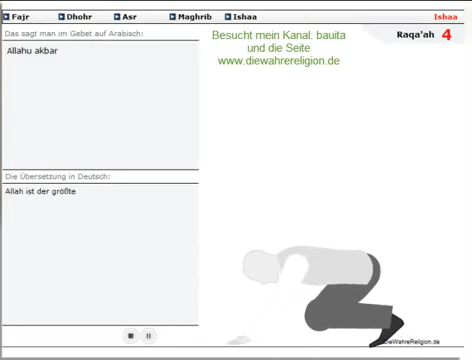 Fajr Dhohr Asr Maghrib Ishaa Ishaa
Das sagt man im Gebet auf Arabisch:
Allahu akbar
Besucht mein Kanal: bauita
und die Seite
www.diewahrereligion.de
Raqa'ah 4
Die Übersetzung in Deutsch:
Allah ist der größte
DieWahreReligion.de